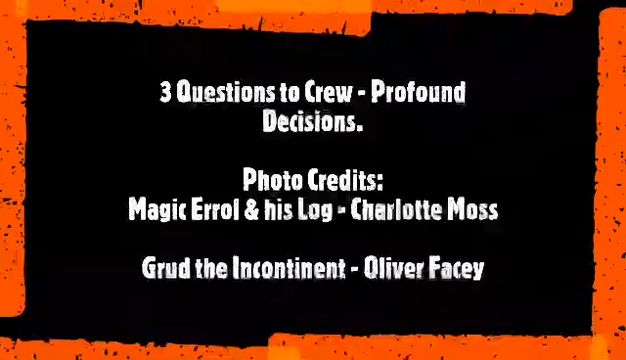 3 Questions to Crew - Profound
Decisions.
Photo Credits:
Magic Errol & his Log - Charlotte Moss
Grud the Incontinent - Oliver Facey